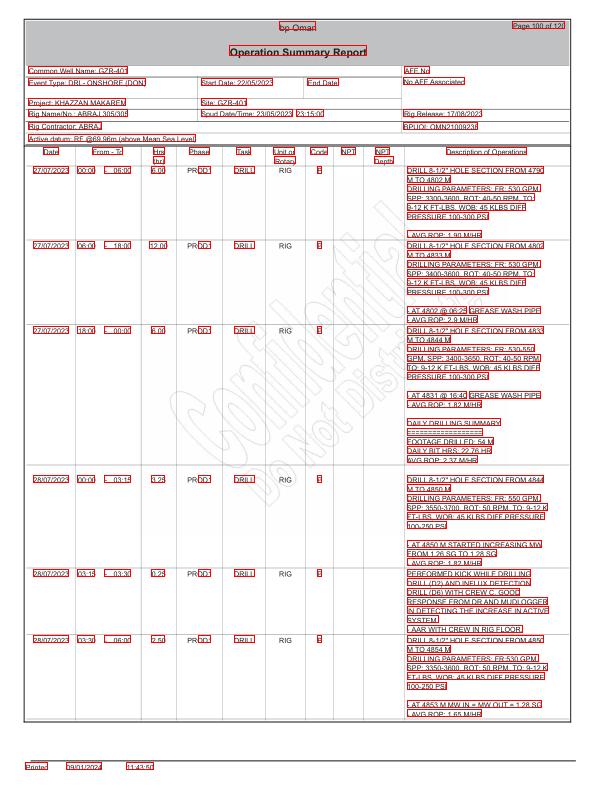 bp Oman
Page 100 of 120
Operation Summary Report
Common Well Name: GZR-401
AFE No
Event Type: DRL- ONSHORE (DON)
Start Date: 22/05/2023
End Date:
No AFE Associated
Project: KHAZZAN MAKAREM
Site: GZR-401
Rig Name/No.: ABRAJ 305/305
Spud Date/Time: 23/05/2023 23:15:00
Rig Release: 17/08/2023
Rig Contractor: ABRAJ
BPUOI: OMN21009236
Active datum: RF @69.96m (above Mean Sea Level)
Date From - To Hrs (hr) Phase Task Unit or Rotary Code NPT NPT Depth Description of Operations
27/07/2023 00:00 - 06:00 6.00 PROD1 DRILL RIG P DRILL 8-1/2" HOLE SECTION FROM 4790
M TO 4802 M
DRILLING PARAMETERS: FR: 530 GPM,
SPP: 3300-3600, ROT: 40-50 RPM, TQ:
9-12 K FT-LBS, WOB: 45 KLBS DIFF
PRESSURE 100-300 PSI
- AVG ROP: 1.90 M/HR
27/07/2023 06:00 - 18:00 12.00 PROD1 DRILL RIG P DRILL 8-1/2" HOLE SECTION FROM 4802
M TO 4833 M
DRILLING PARAMETERS: FR: 530 GPM,
SPP: 3400-3600, ROT: 40-50 RPM, TQ:
9-12 K FT-LBS, WOB: 45 KLBS DIFF
PRESSURE 100-300 PSI
- AT 4802 @ 06:25 GREASE WASH PIPE
- AVG ROP: 2.9 M/HR
27/07/2023 18:00 - 00:00 6.00 PROD1 DRILL RIG P DRILL 8-1/2" HOLE SECTION FROM 4833
M TO 4844 M
DRILLING PARAMETERS: FR: 530-550
GPM, SPP: 3400-3650, ROT: 40-50 RPM,
TQ: 9-12 K FT-LBS, WOB: 45 KLBS DIFF
PRESSURE 100-300 PSI
- AT 4831 @ 16:40 GREASE WASH PIPE
- AVG ROP: 1.82 M/HR
DAILY DRILLING SUMMARY
==================
FOOTAGE DRILLED: 54 M
DAILY BIT HRS: 22.76 HR
AVG ROP: 2.37 M/HR
28/07/2023 00:00 - 03:15 3.25 PROD1 DRILL RIG P DRILL 8-1/2" HOLE SECTION FROM 4844
M TO 4850 M
DRILLING PARAMETERS: FR: 550 GPM,
SPP: 3550-3700, ROT: 50 RPM, TQ: 9-12 K
FT-LBS, WOB: 45 KLBS DIFF PRESSURE
100-250 PSI
- AT 4850 M STARTED INCREASING MW
FROM 1.26 SG TO 1.28 SG
- AVG ROP: 1.82 M/HR
28/07/2023 03:15 - 03:30 0.25 PROD1 DRILL RIG P PERFORMED KICK WHILE DRILLING
DRILL (D2) AND INFLUX DETECTION
DRILL (D6) WITH CREW C. GOOD
RESPONSE FROM DR AND MUDLOGGER
IN DETECTING THE INCREASE IN ACTIVE
SYSTEM.
- AAR WITH CREW IN RIG FLOOR.
28/07/2023 03:30 - 06:00 2.50 PROD1 DRILL RIG P DRILL 8-1/2" HOLE SECTION FROM 4850
M TO 4854 M
DRILLING PARAMETERS: FR:530 GPM,
SPP: 3350-3600, ROT: 50 RPM, TQ: 9-12 K
FT-LBS, WOB: 45 KLBS DIFF PRESSURE
100-250 PSI
- AT 4853 M MW IN = MW OUT = 1.28 SG
- AVG ROP: 1.65 M/HR
Confidential
Do Not Distr
Printed 09/01/2024 11:43:50